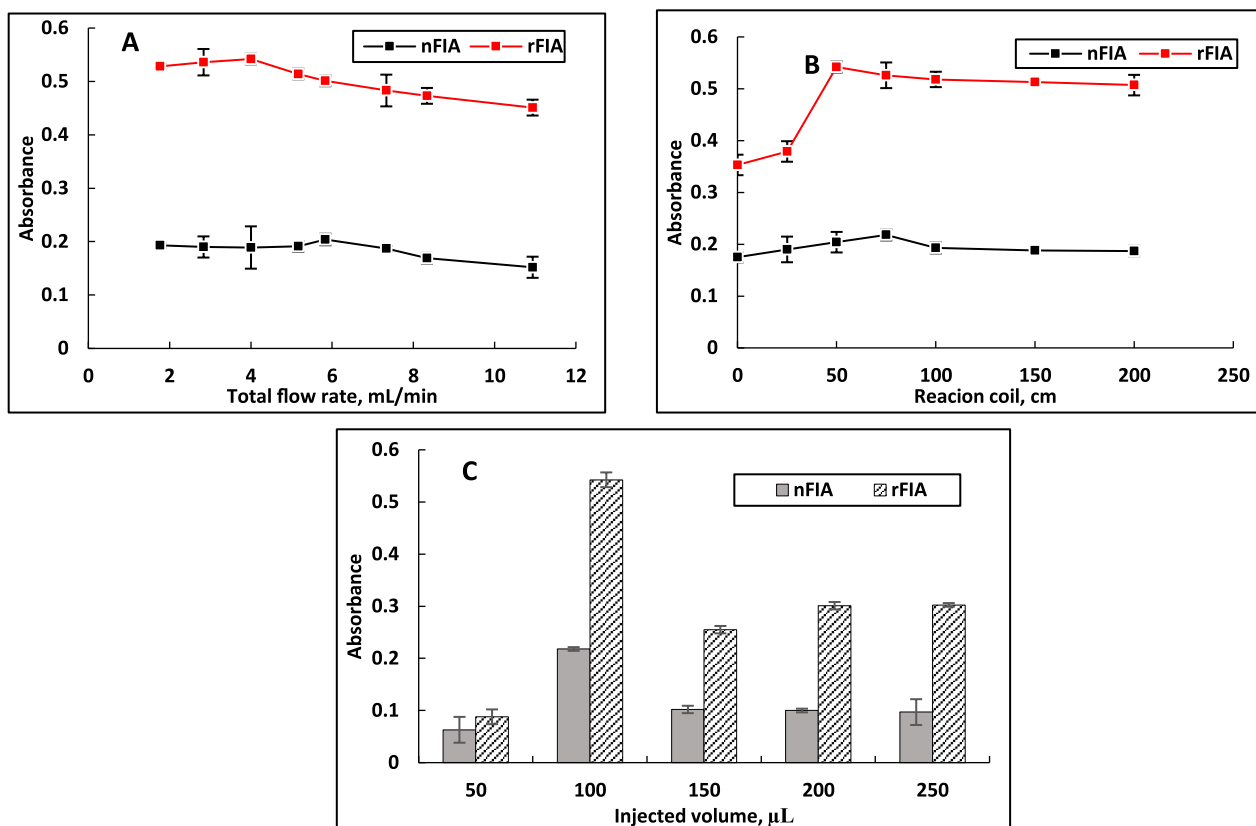 A
nFIA rFIA
0.6
0.5
0.4
0.3
0.2
0.1
0
Absorbance
0 2 4 6 8 10 12
Total flow rate, mL/min
B
nFIA rFIA
0.6
0.5
0.4
0.3
0.2
0.1
0
Absorbance
0 50 100 150 200 250
Reacion coil, cm
C
nFIA rFIA
0.6
0.5
0.4
0.3
0.2
0.1
0
Absorbance
50 100 150 200 250
Injected volume, µL